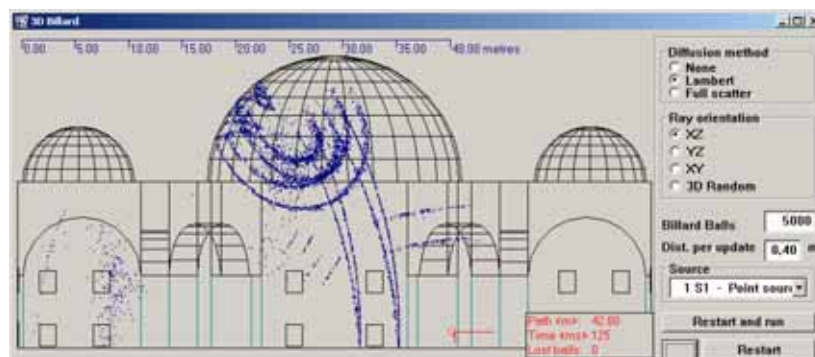 3D Billard
0.00 5.00 10.00 15.00 20.00 25.00 30.00 35.00 40.00 metres
Diffusion method
None
Lambert
Full scatter
Ray orientation
XZ
YZ
XY
3D Random
Billard Balls 5000
Dist. per update 0.40 m
Source
1 S1 - Point sourc
Restart and run
Restart
Path <m>: 42.80
Time <ms>: 125
Lost balls: 0